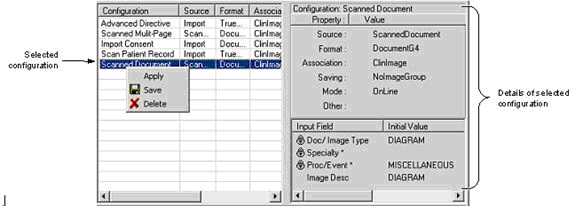 Selected
configuration
Configuration Source Format Associa
Advanced Directive Import True... ClinImag
Scanned Mulit-Page Scan... Docu... ClinImag
Import Consent Import True... ClinImag
Scan Patient Record Import True... ClinImag
Scanned Document Scan... Docu... ClinImag
Apply
Save
Delete
Configuration: Scanned Document
Property : Value
Source : ScannedDocument
Format : DocumentG4
Association : ClinImage
Saving : NoImageGroup
Mode : OnLine
Other :
Input Field Initial Value
Doc/ Image Type DIAGRAM
Specialty *
Proc/Event * MISCELLANEOUS
Image Desc DIAGRAM
Details of selected
configuration